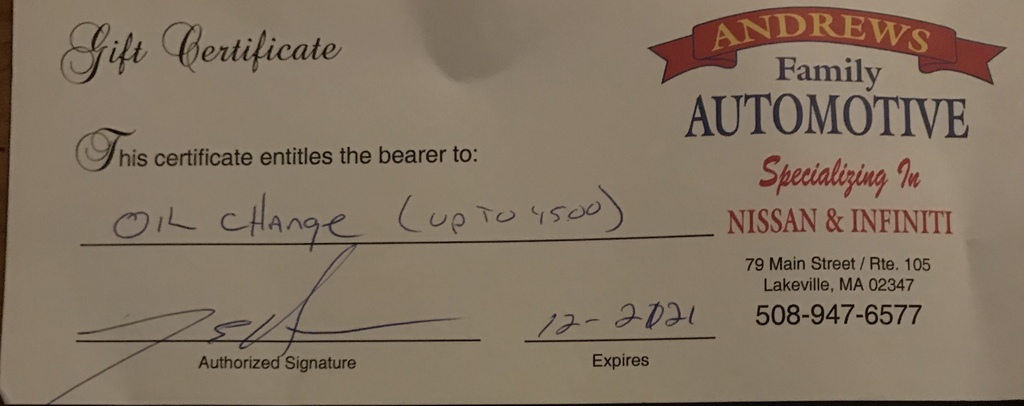 Gift Certificate
ANDREWS
Family
AUTOMOTIVE
Specializing In
NISSAN & INFINITI
79 Main Street / Rte. 105
Lakeville, MA 02347
508-947-6577
This certificate entitles the bearer to:
OIL CHANGE (UP TO 4500)
12-2021
Authorized Signature
Expires